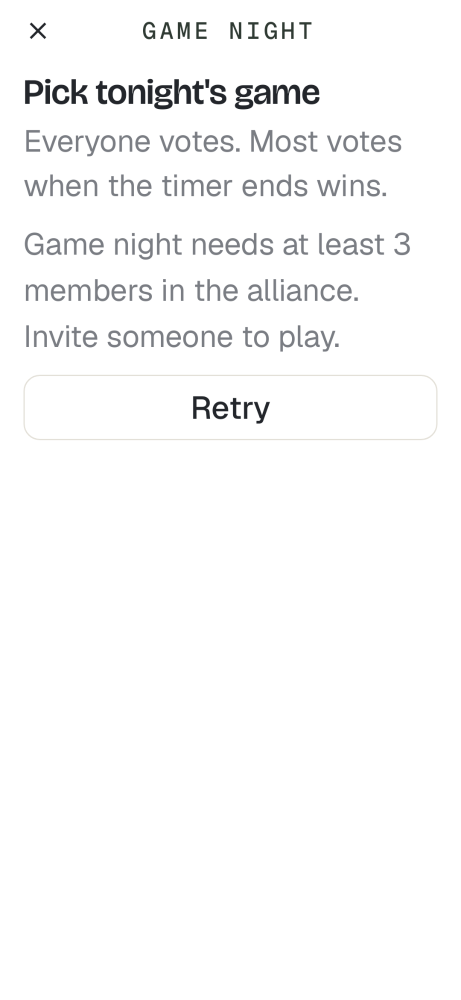 GAME NIGHT
Pick tonight's game
Everyone votes. Most votes
when the timer ends wins.
Game night needs at least 3
members in the alliance.
Invite someone to play.
Retry